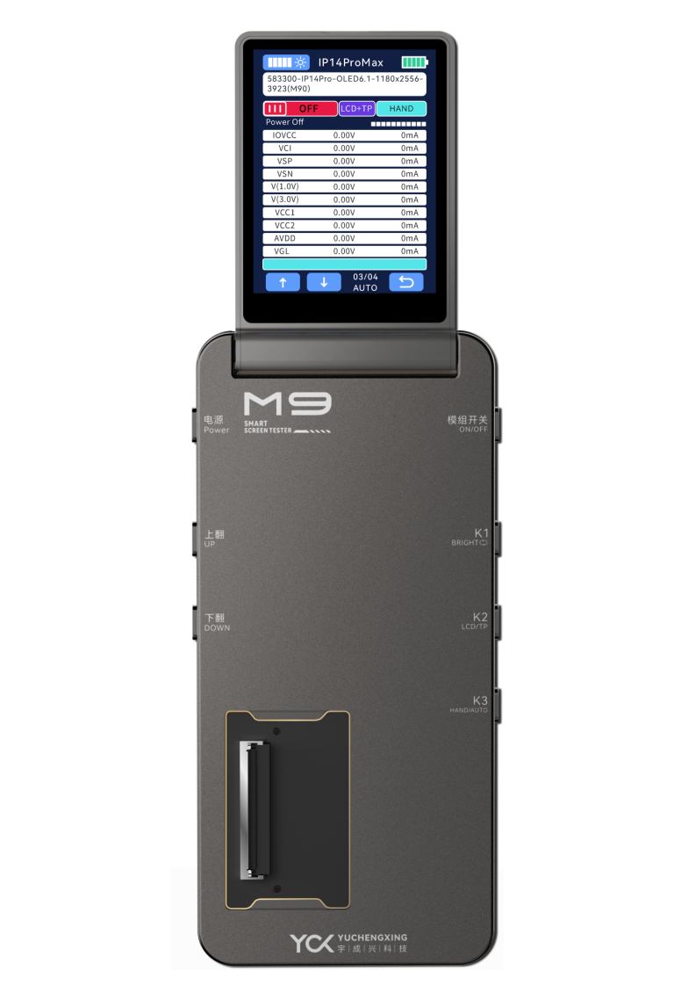 IP14ProMax
583300-IP14Pro-OLED6.1-1180x2556-
3923(M90)
OFF LCD+TP HAND
Power Off
IOVCC 0.00V 0mA
VCI 0.00V 0mA
VSP 0.00V 0mA
VSN 0.00V 0mA
V(1.0V) 0.00V 0mA
V(3.0V) 0.00V 0mA
VCC1 0.00V 0mA
VCC2 0.00V 0mA
AVDD 0.00V 0mA
VGL 0.00V 0mA
03/04
AUTO
M9
SMART
SCREEN TESTER
电源
Power
模组开关
ON/OFF
上翻
UP
K1
BRIGHT
下翻
DOWN
K2
LCD/TP
K3
HAND/AUTO
YCX YUCHENGXING
宇|成|兴|科|技